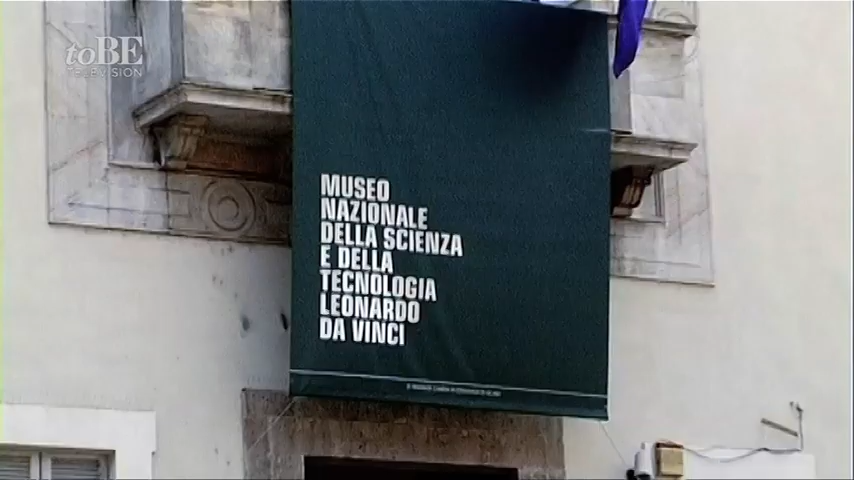 toBE
TELEVISION
MUSEO
NAZIONALE
DELLA SCIENZA
E DELLA
TECNOLOGIA
LEONARDO
DA VINCI